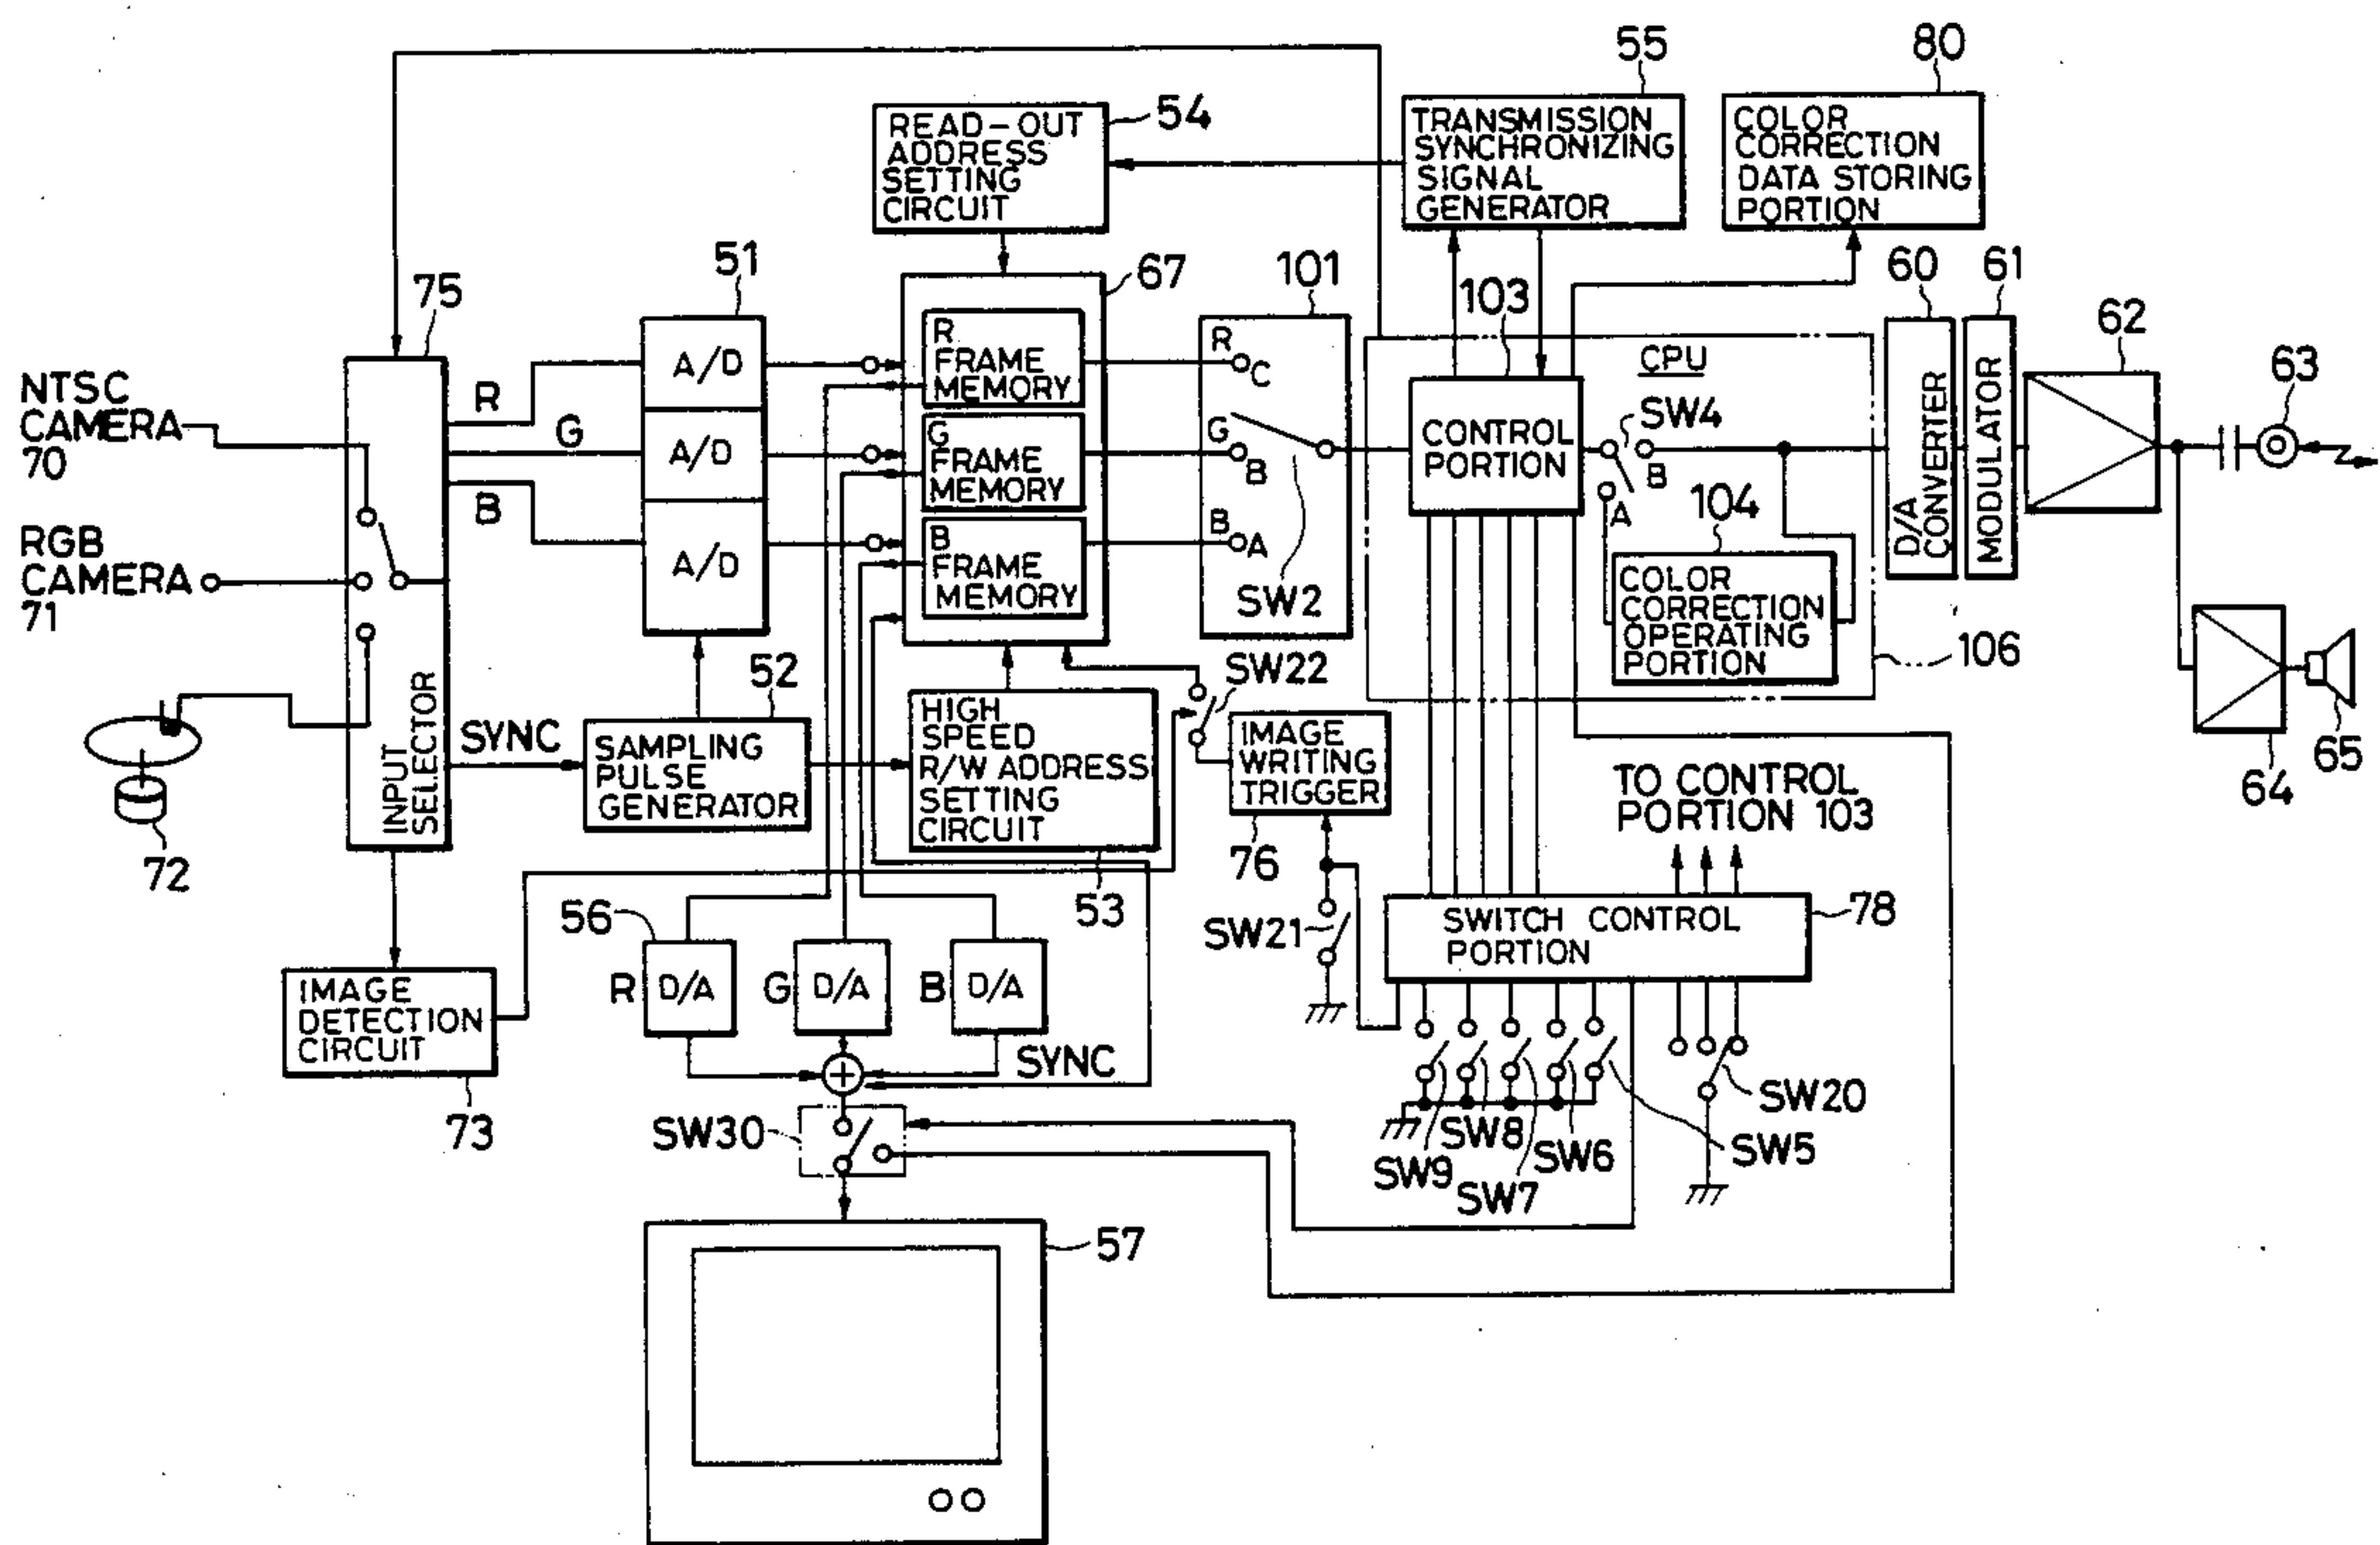 55
80
READ-OUT
ADDRESS
SETTING
CIRCUIT
54
TRANSMISSION
SYNCHRONIZING
SIGNAL
GENERATOR
COLOR
CORRECTION
DATA STORING
PORTION
75
51
67
101
103
60
61
62
63
NTSC
CAMERA
70
RGB
CAMERA
71
72
INPUT
SELECTOR
R
G
B
A/D
A/D
A/D
R
FRAME
MEMORY
G
FRAME
MEMORY
B
FRAME
MEMORY
R
C
G
B
B
A
SW2
CPU
CONTROL
PORTION
SW4
B
A
104
COLOR
CORRECTION
OPERATING
PORTION
106
D/A
CONVERTER
MODULATOR
64
65
SYNC
52
SAMPLING
PULSE
GENERATOR
HIGH
SPEED
R/W ADDRESS
SETTING
CIRCUIT
53
SW22
IMAGE
WRITING
TRIGGER
76
SW21
TO CONTROL
PORTION 103
SWITCH CONTROL
PORTION
78
56
R
D/A
G
D/A
B
D/A
SYNC
IMAGE
DETECTION
CIRCUIT
73
SW30
SW9
SW8
SW7
SW6
SW5
SW20
57